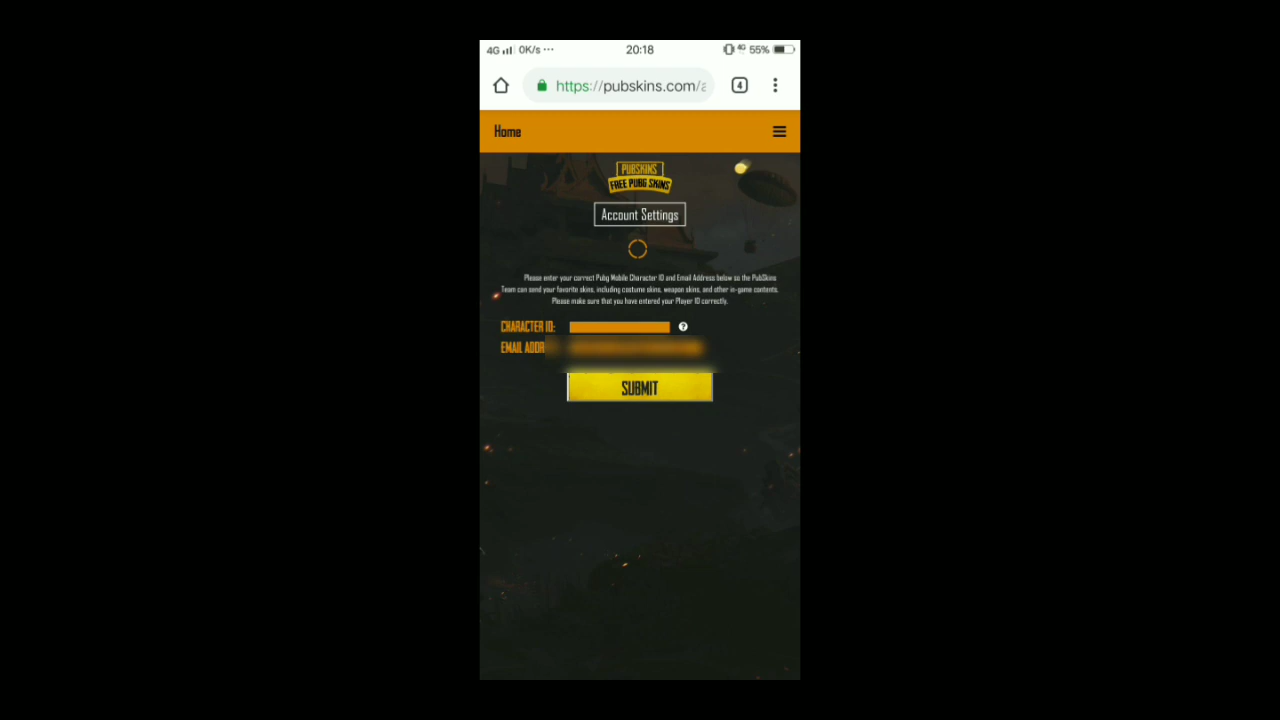 4G 0K/s ... 20:18 4G 55%
https://pubskins.com/a 4
Home
PUBSKINS
FREE PUBG SKINS
Account Settings
Please enter your correct Pubg Mobile Character ID and Email Address below so the PubSkins
Team can send your favorite skins, including costume skins, weapon skins, and other in-game contents.
Please make sure that you have entered your Player ID correctly.
CHARACTER ID: ?
EMAIL
SUBMIT